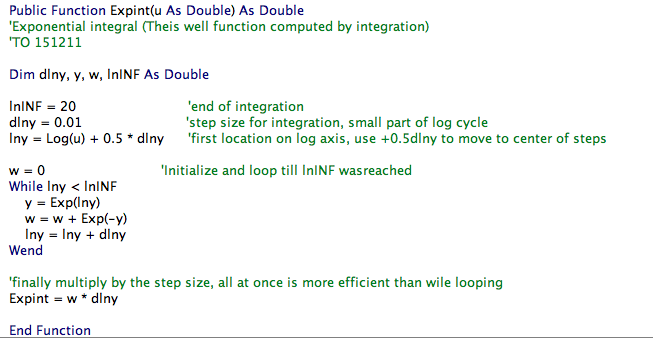 Public Function Expint(u As Double) As Double
'Exponential integral (Theis well function computed by integration)
'TO 151211
Dim dlny, y, w, lnINF As Double
lnINF = 20 'end of integration
dlny = 0.01 'step size for integration, small part of log cycle
lny = Log(u) + 0.5 * dlny 'first location on log axis, use +0.5dlny to move to center of steps
w = 0 'Initialize and loop till lnINF wasreached
While lny < lnINF
y = Exp(lny)
w = w + Exp(-y)
lny = lny + dlny
Wend
'finally multiply by the step size, all at once is more efficient than wile looping
Expint = w * dlny
End Function